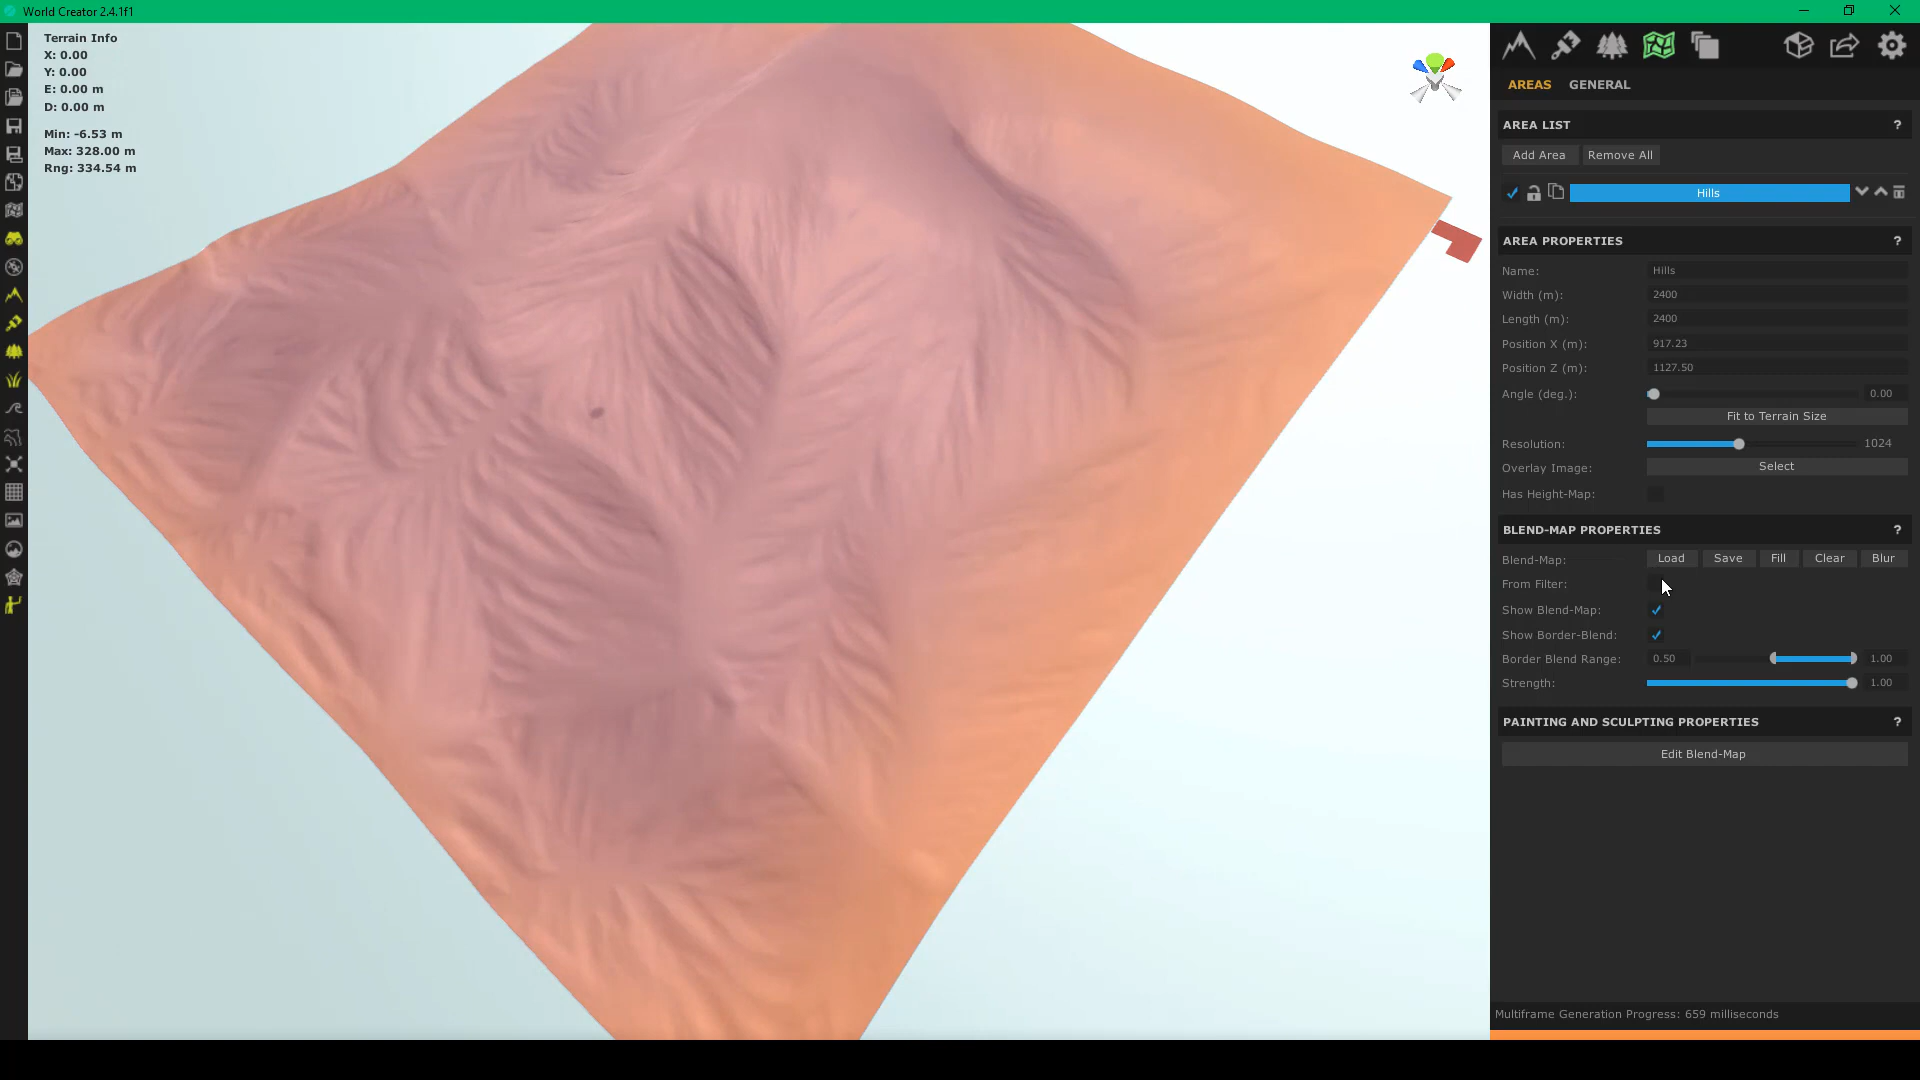 World Creator 2.4.1f1
Terrain Info
X: 0.00
Y: 0.00
E: 0.00 m
D: 0.00 m
Min: -6.53 m
Max: 328.00 m
Rng: 334.54 m
AREAS GENERAL
AREA LIST ?
Add Area Remove All
Hills
AREA PROPERTIES ?
Name: Hills
Width (m): 2400
Length (m): 2400
Position X (m): 917.23
Position Z (m): 1127.50
Angle (deg.): 0.00
Fit to Terrain Size
Resolution: 1024
Overlay Image: Select
Has Height-Map:
BLEND-MAP PROPERTIES ?
Blend-Map: Load Save Fill Clear Blur
From Filter:
Show Blend-Map:
Show Border-Blend:
Border Blend Range: 0.50 1.00
Strength: 1.00
PAINTING AND SCULPTING PROPERTIES ?
Edit Blend-Map
Multiframe Generation Progress: 659 milliseconds